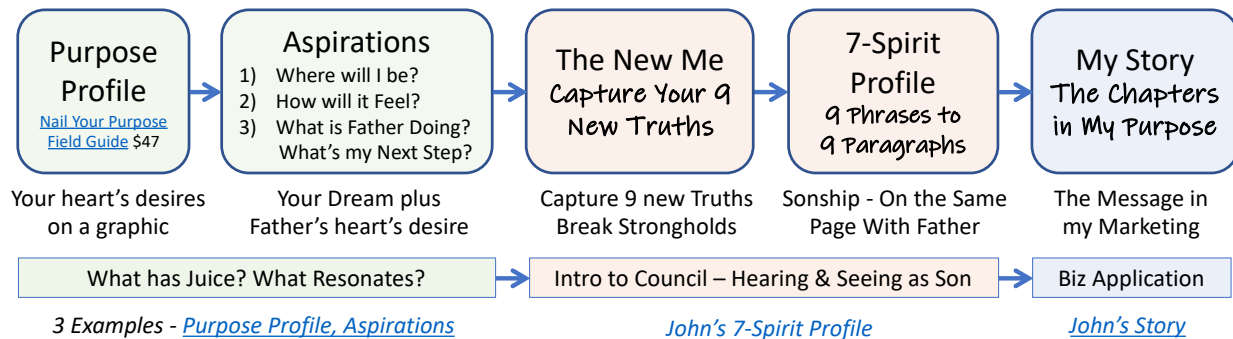 Purpose
Profile
Nail Your Purpose
Field Guide $47
Aspirations
1) Where will I be?
2) How will it Feel?
3) What is Father Doing?
What's my Next Step?
The New Me
Capture Your 9
New Truths
7-Spirit
Profile
9 Phrases to
9 Paragraphs
My Story
The Chapters
in My Purpose
Your heart's desires
on a graphic
Your Dream plus
Father's heart's desire
Capture 9 new Truths
Break Strongholds
Sonship - On the Same
Page With Father
The Message in
my Marketing
What has Juice? What Resonates?
Intro to Council – Hearing & Seeing as Son
Biz Application
3 Examples - Purpose Profile, Aspirations
John's 7-Spirit Profile
John's Story